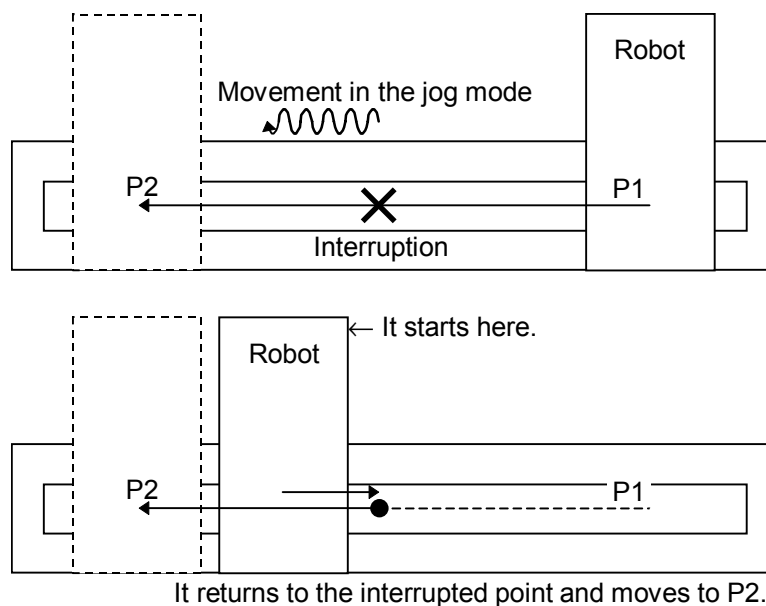 Robot
Movement in the jog mode
P2
P1
Interruption
← It starts here.
Robot
P2
P1
It returns to the interrupted point and moves to P2.